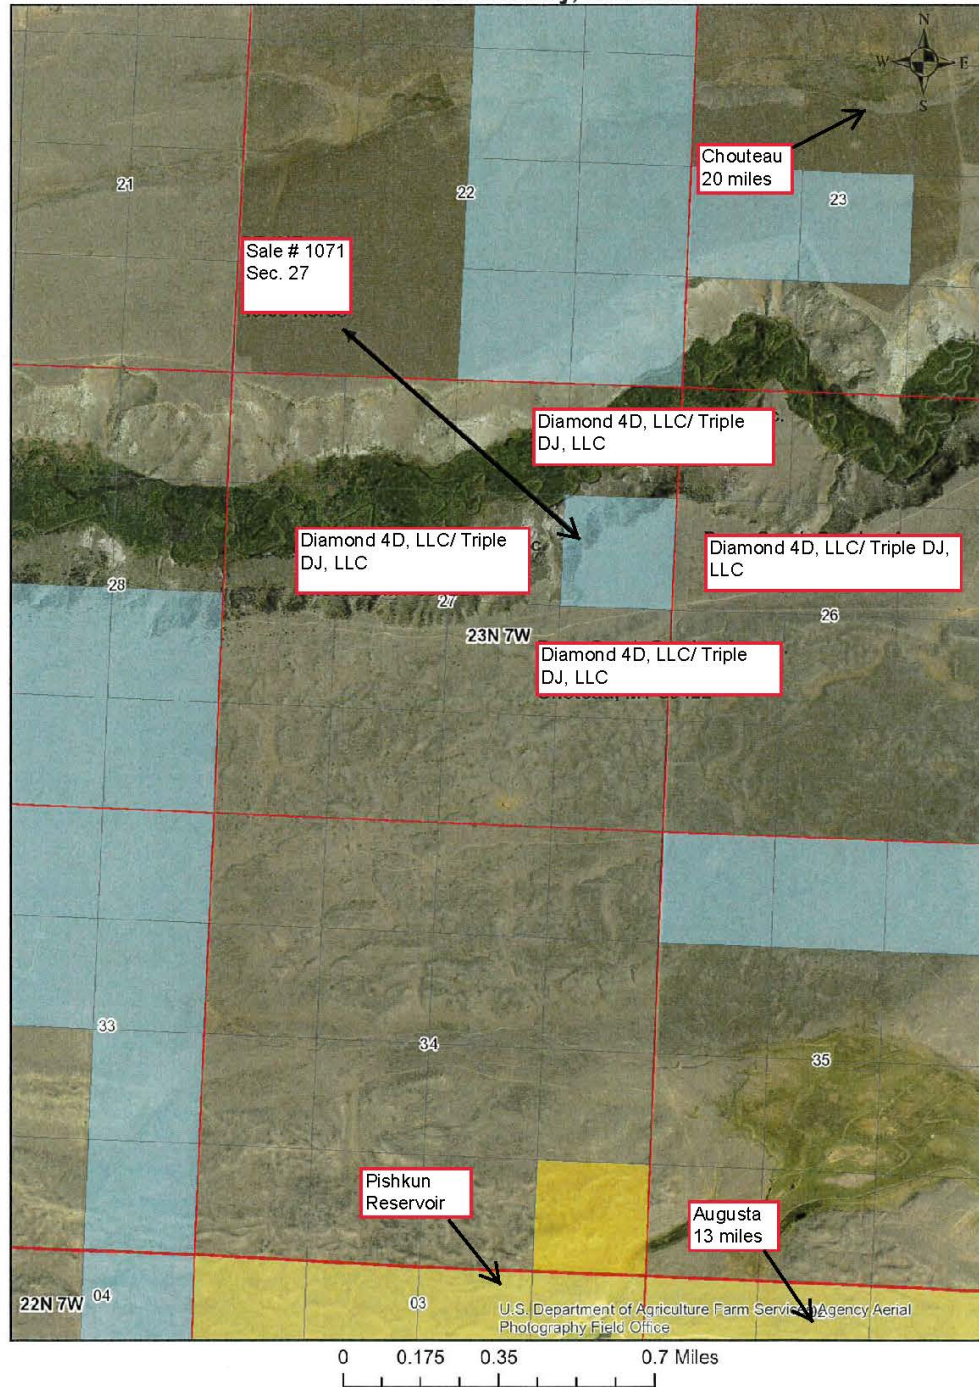 N
W E
S
Chouteau
20 miles
21
22
23
Sale # 1071
Sec. 27
Diamond 4D, LLC/ Triple
DJ, LLC
Diamond 4D, LLC/ Triple
DJ, LLC
Diamond 4D, LLC/ Triple DJ,
LLC
28
27
26
23N 7W
Diamond 4D, LLC/ Triple
DJ, LLC
33
34
35
Pishkun
Reservoir
Augusta
13 miles
22N 7W 04
03
U.S. Department of Agriculture Farm Service Agency Aerial
Photography Field Office
0 0.175 0.35 0.7 Miles